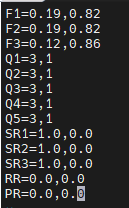 F1=0.19,0.82
F2=0.19,0.82
F3=0.12,0.86
Q1=3,1
Q2=3,1
Q3=3,1
Q4=3,1
Q5=3,1
SR1=1.0,0.0
SR2=1.0,0.0
SR3=1.0,0.0
RR=0.0,0.0
PR=0.0,0.0